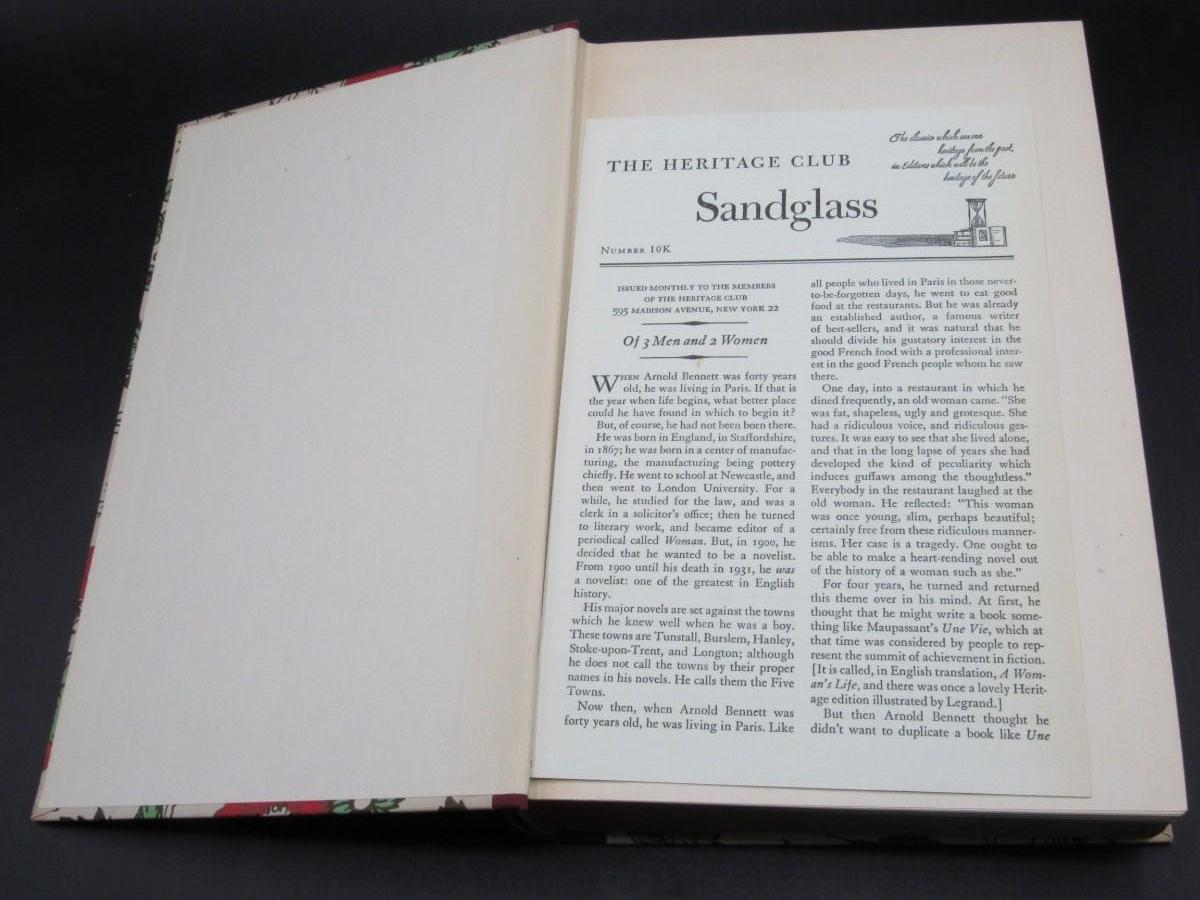 The classics which are our
heritage from the past,
in Editions which will be the
heritage of the future
THE HERITAGE CLUB
Sandglass
NUMBER 10K
ISSUED MONTHLY TO THE MEMBERS
OF THE HERITAGE CLUB
595 MADISON AVENUE, NEW YORK 22
Of 3 Men and 2 Women
WHEN Arnold Bennett was forty years
old, he was living in Paris. If that is
the year when life begins, what better place
could he have found in which to begin it?
But, of course, he had not been born there.
He was born in England, in Staffordshire,
in 1867; he was born in a center of manufac-
turing, the manufacturing being pottery
chiefly. He went to school at Newcastle, and
then went to London University. For a
while, he studied for the law, and was a
clerk in a solicitor's office; then he turned
to literary work, and became editor of a
periodical called Woman. But, in 1900, he
decided that he wanted to be a novelist.
From 1900 until his death in 1931, he was
a novelist: one of the greatest in English
history.
His major novels are set against the towns
which he knew well when he was a boy.
These towns are Tunstall, Burslem, Hanley,
Stoke-upon-Trent, and Longton; although
he does not call the towns by their proper
names in his novels. He calls them the Five
Towns.
Now then, when Arnold Bennett was
forty years old, he was living in Paris. Like
all people who lived in Paris in those never-
to-be-forgotten days, he went to eat good
food at the restaurants. But he was already
an established author, a famous writer
of best-sellers, and it was natural that he
should divide his gustatory interest in the
good French food with a professional inter-
est in the good French people whom he saw
there.
One day, into a restaurant in which he
dined frequently, an old woman came. "She
was fat, shapeless, ugly and grotesque. She
had a ridiculous voice, and ridiculous ges-
tures. It was easy to see that she lived alone,
and that in the long lapse of years she had
developed the kind of peculiarity which
induces guffaws among the thoughtless."
Everybody in the restaurant laughed at the
old woman. He reflected: "This woman
was once young, slim, perhaps beautiful;
certainly free from these ridiculous manner-
isms. Her case is a tragedy. One ought to
be able to make a heart-rending novel out
of the history of a woman such as she."
For four years, he turned and returned
this theme over in his mind. At first, he
thought that he might write a book some-
thing like Maupassant's Une Vie, which at
that time was considered by people to rep-
resent the summit of achievement in fiction.
[It is called, in English translation, A Wom-
an's Life, and there was once a lovely Herit-
age edition illustrated by Legrand.]
But then Arnold Bennett thought he
didn't want to duplicate a book like Une